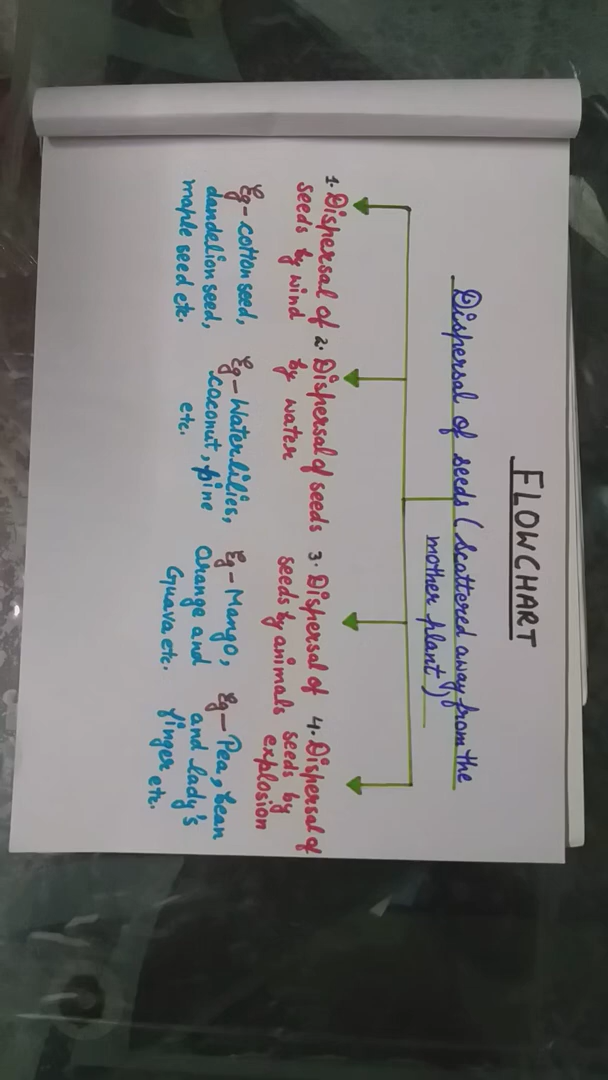 FLOWCHART
Dispersal of seeds (scattered away from the
mother plant)
1. Dispersal of
seeds by wind
Eg- cotton seed,
dandelion seed,
maple seed etc.
2. Dispersal of seeds
by water
Eg- Waterlilies,
coconut, pine
etc.
3. Dispersal of
seeds by animals
Eg- Mango,
orange and
Guava etc.
4. Dispersal of
seeds by
explosion
Eg- Pea, bean
and lady's
finger etc.